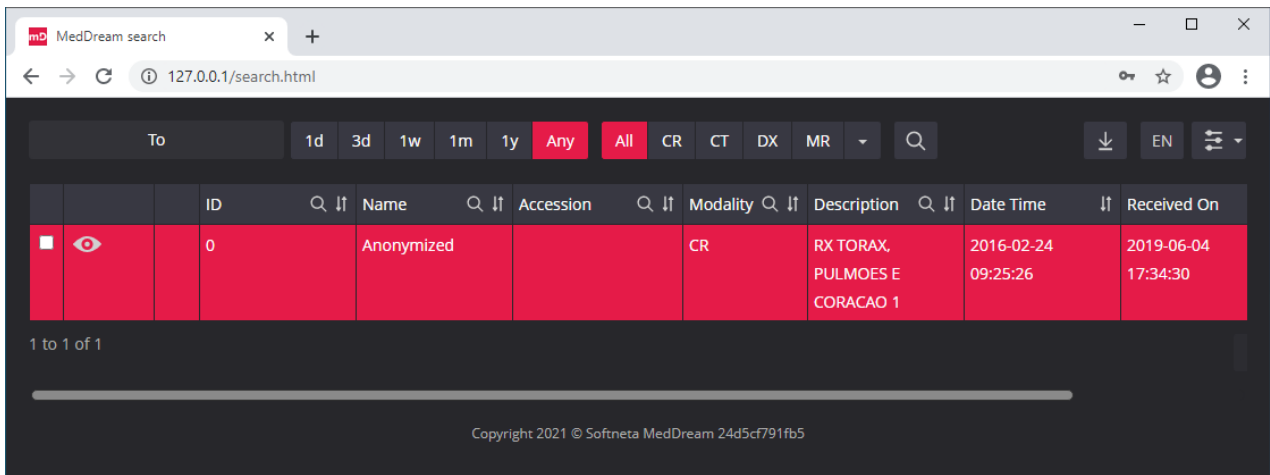 mD MedDream search
127.0.0.1/search.html
To 1d 3d 1w 1m 1y Any All CR CT DX MR EN
ID Name Accession Modality Description Date Time Received On
0 Anonymized CR RX TORAX, 2016-02-24 2019-06-04
PULMOES E 09:25:26 17:34:30
CORACAO 1
1 to 1 of 1
Copyright 2021 © Softneta MedDream 24d5cf791fb5